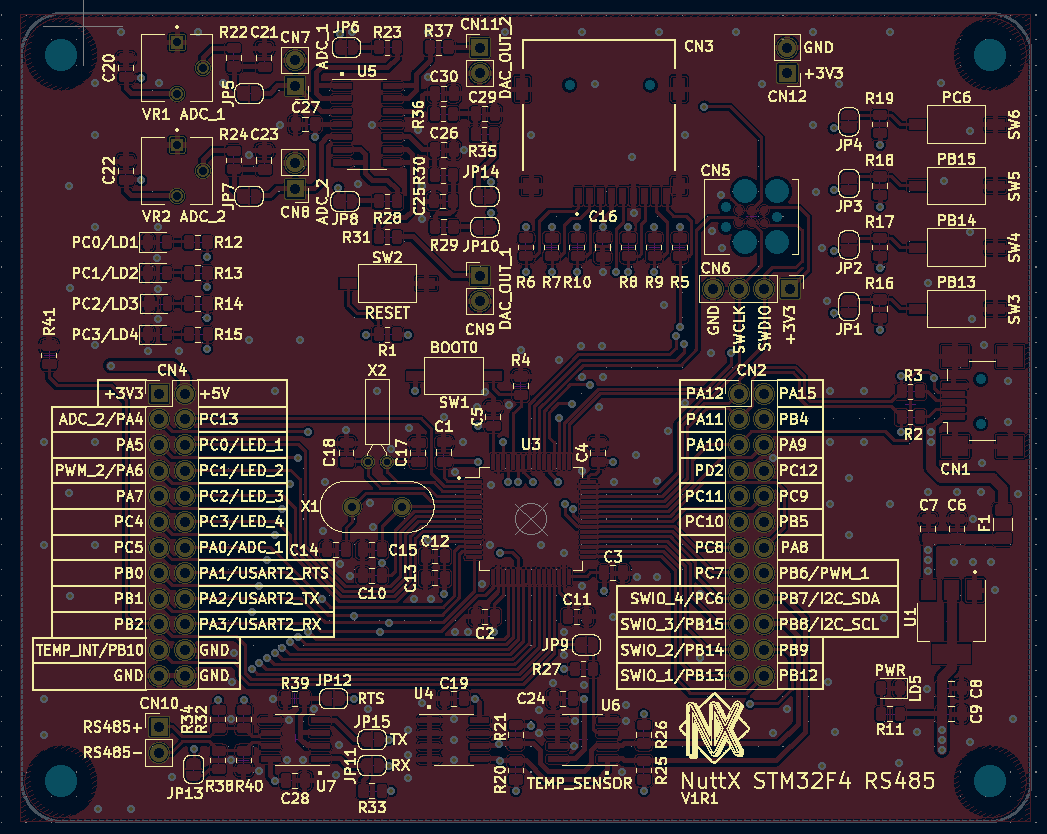 R22 C21 CN7 ADC_1 JP6 R23 R37 CN11 DAC_OUT_2 CN3 GND
C20 JP5 U5 C30 +3V3
VR1 ADC_1 C27 R36 C29 CN12 R19 PC6 SW6
R24 C23 C26 JP4
C22 R35 R18 PB15
JP7 R30 JP14 CN5 JP3 SW5
VR2 ADC_2 CN8 ADC_2 JP8 R28 C25 C16 R17 PB14
PC0/LD1 R12 R31 R29 JP10 SW4
PC1/LD2 R13 SW2 R6 R7 R10 R8 R9 R5 CN6 JP2
PC2/LD3 R14 RESET DAC_OUT_1 R16 PB13
PC3/LD4 R15 CN9 GND SWCLK SWDIO +3V3 JP1 SW3
R41 R1 BOOT0
CN4 X2 R4 CN2 R3
+3V3 +5V SW1 PA12 PA15
ADC_2/PA4 PC13 C5 PA11 PB4
C1 R2
PA5 PC0/LED_1 C18 C17 U3 C4 PA10 PA9
PWM_2/PA6 PC1/LED_2 PD2 PC12 CN1
PA7 PC2/LED_3 X1 PC11 PC9 C7 C6
PC4 PC3/LED_4 PC10 PB5 F1
PC5 PA0/ADC_1 C14 C15 C12 PC8 PA8
PB0 PA1/USART2_RTS C10 C13 C3 PC7 PB6/PWM_1
PB1 PA2/USART2_TX C11 SWIO_4/PC6 PB7/I2C_SDA
PB2 PA3/USART2_RX C2 SWIO_3/PB15 PB8/I2C_SCL U1
TEMP_INT/PB10 GND JP9 SWIO_2/PB14 PB9
GND GND R27 SWIO_1/PB13 PB12 PWR
CN10 R39 JP12 RTS U4 C19 C24 U6 LD5 C8
RS485+ R34 R32 JP15 TX R21 R26 R11 C9
RS485- JP11 RX
JP13 R38 R40 U7 R20 TEMP_SENSOR R25 NX NuttX STM32F4 RS485
C28 R33 V1R1